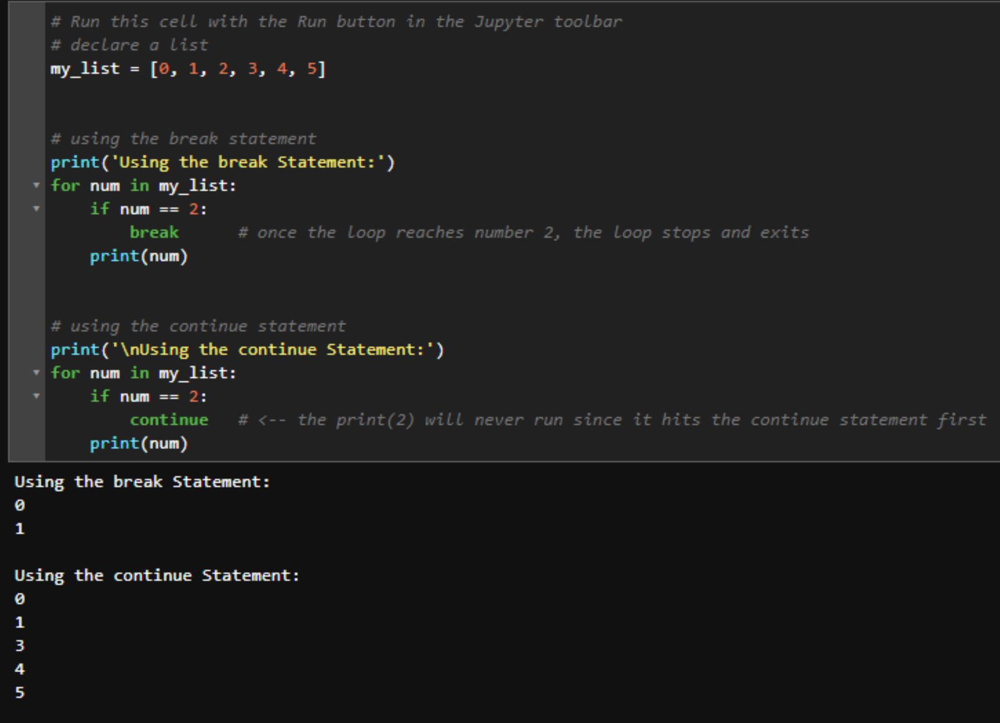 # Run this cell with the Run button in the Jupyter toolbar
# declare a list
my_list = [0, 1, 2, 3, 4, 5]
# using the break statement
print('Using the break Statement:')
for num in my_list:
    if num == 2:
        break      # once the loop reaches number 2, the loop stops and exits
    print(num)
# using the continue statement
print('\nUsing the continue Statement:')
for num in my_list:
    if num == 2:
        continue   # <-- the print(2) will never run since it hits the continue statement first
    print(num)
Using the break Statement:
0
1
Using the continue Statement:
0
1
3
4
5